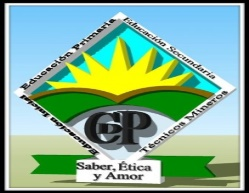 Educación Primaria
Educación Secundaria
Técnicos Mineros
CEP
Saber, Ética
y Amor